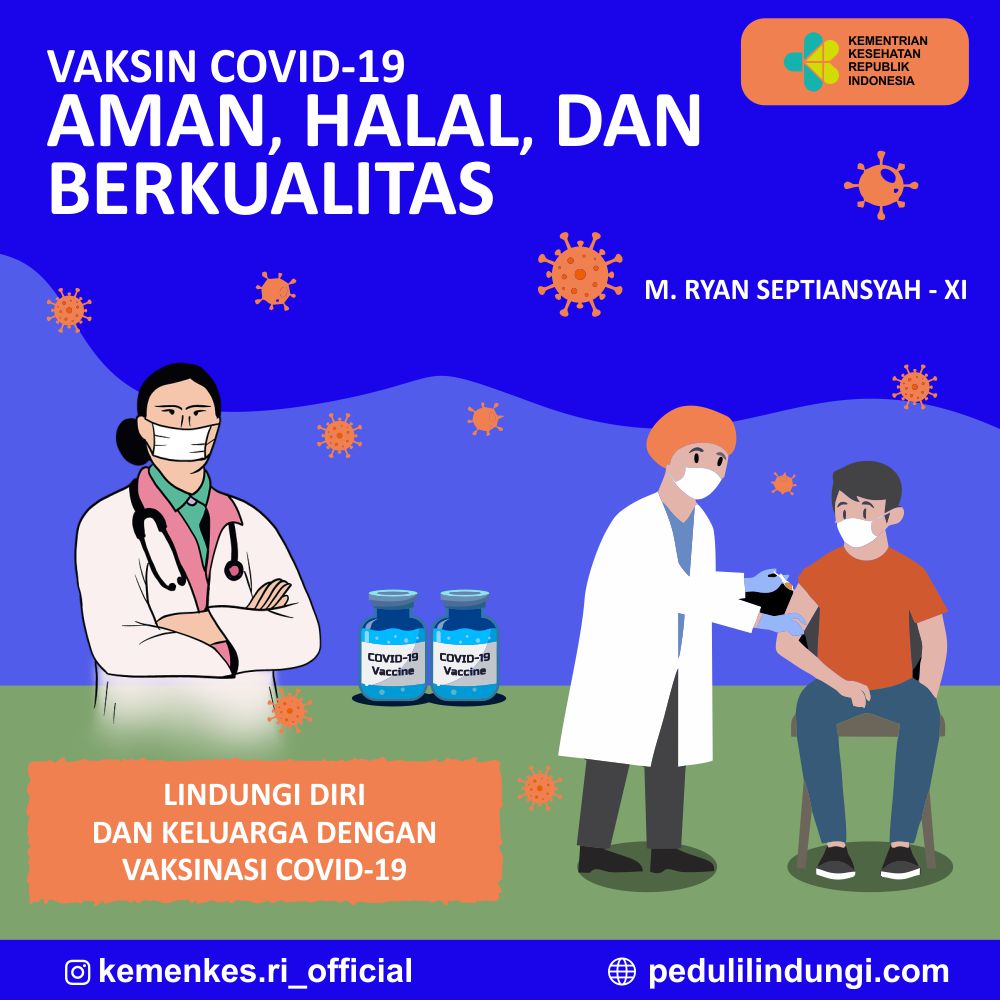 VAKSIN COVID-19
AMAN, HALAL, DAN
BERKUALITAS
KEMENTRIAN
KESEHATAN
REPUBLIK
INDONESIA
M. RYAN SEPTIANSYAH - XI
COVID-19
Vaccine
COVID-19
Vaccine
LINDUNGI DIRI
DAN KELUARGA DENGAN
VAKSINASI COVID-19
kemenkes.ri_official
pedulilindungi.com